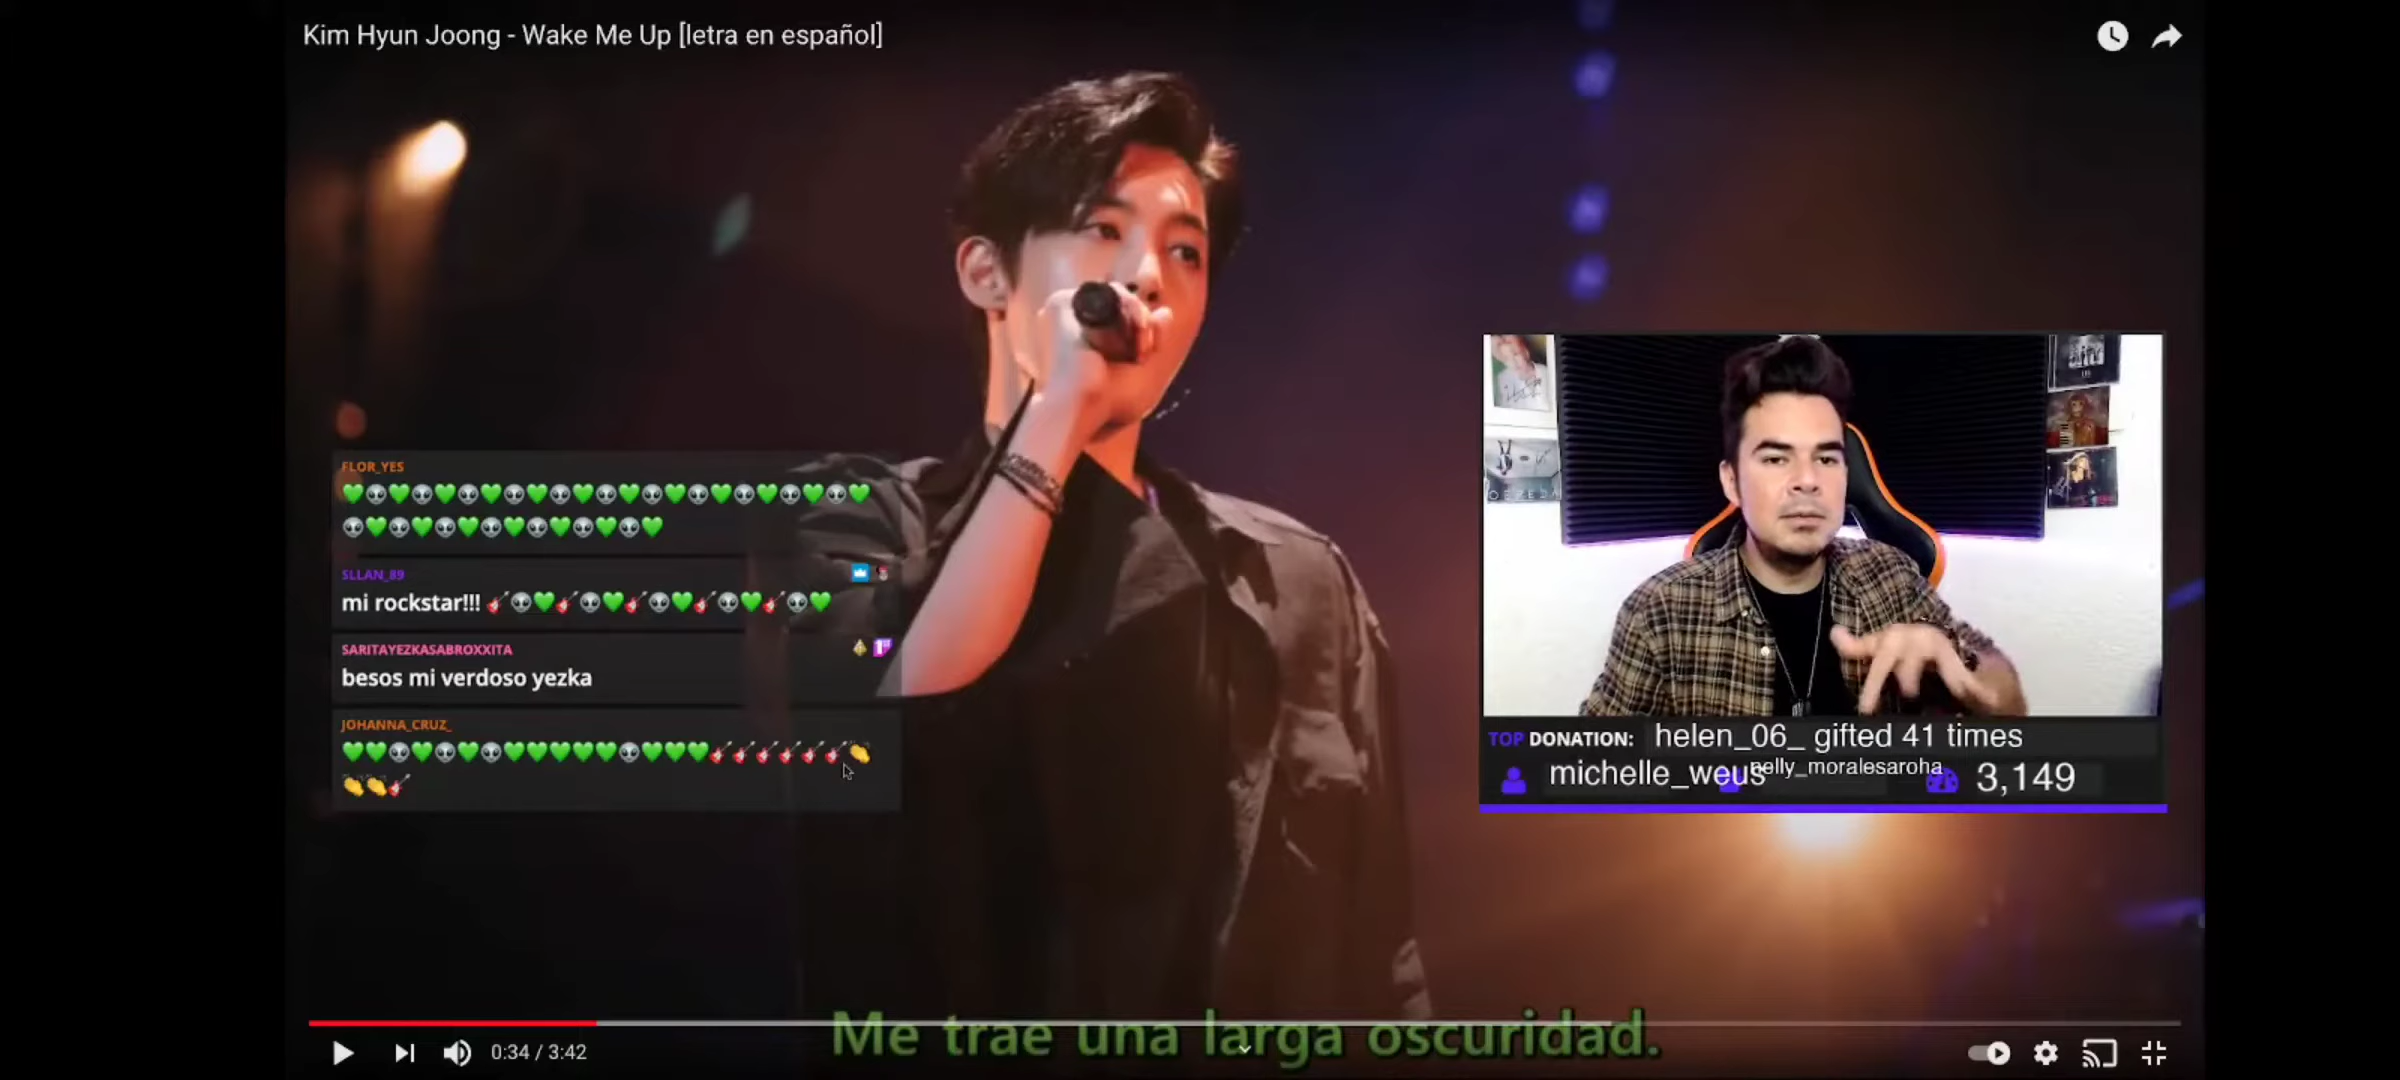 Kim Hyun Joong - Wake Me Up [letra en español]
FLOR_YES
💚👽💚👽💚👽💚👽💚👽💚👽💚👽💚👽💚👽💚👽💚👽💚
👽💚👽💚👽💚👽💚👽💚👽💚👽💚
SLLAN_89
mi rockstar!!! 🎸👽💚🎸👽💚🎸👽💚🎸👽💚🎸👽💚
SARITAYEZKASABROXXITA
besos mi verdoso yezka
JOHANNA_CRUZ_
💚💚👽💚👽💚👽💚💚💚💚💚👽💚💚💚🎸🎸🎸🎸🎸🎸👏
👏👏🎸
TOP DONATION: helen_06_ gifted 41 times
michelle_weus nelly_moralesaroha 3,149
Me trae una larga oscuridad.
0:34 / 3:42